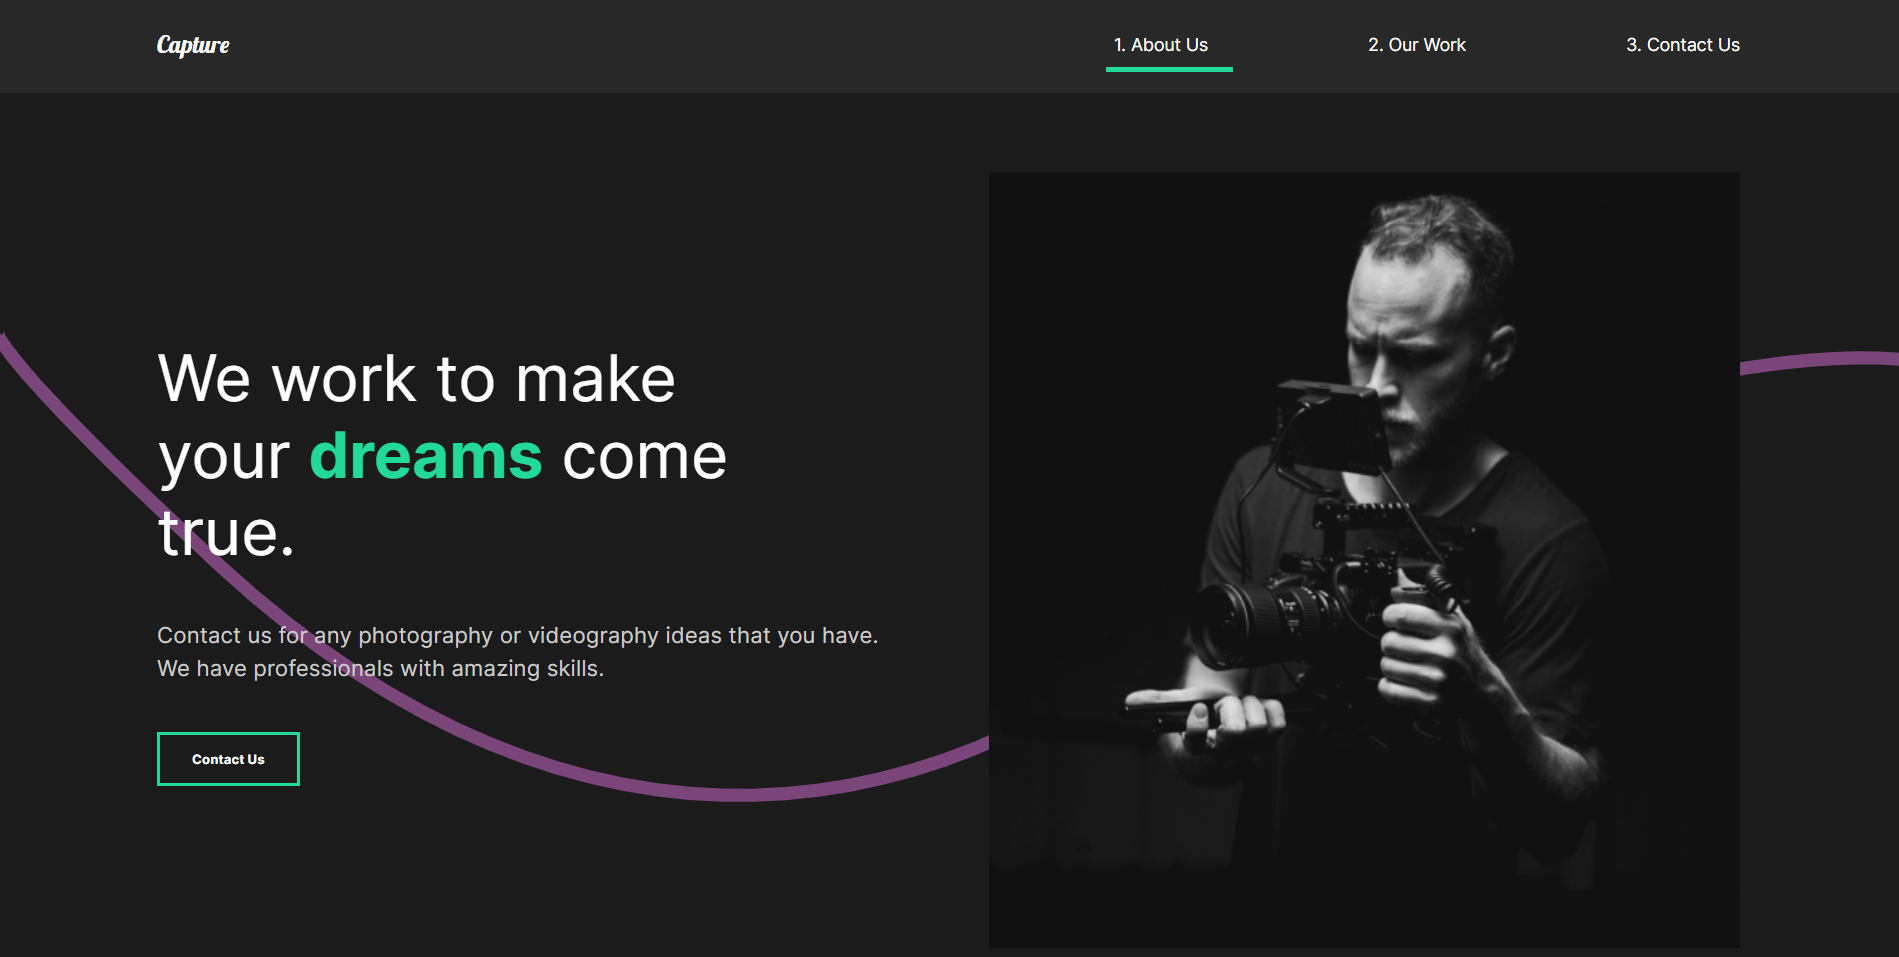 Capture
1. About Us
2. Our Work
3. Contact Us
We work to make
your dreams come
true.
Contact us for any photography or videography ideas that you have.
We have professionals with amazing skills.
Contact Us